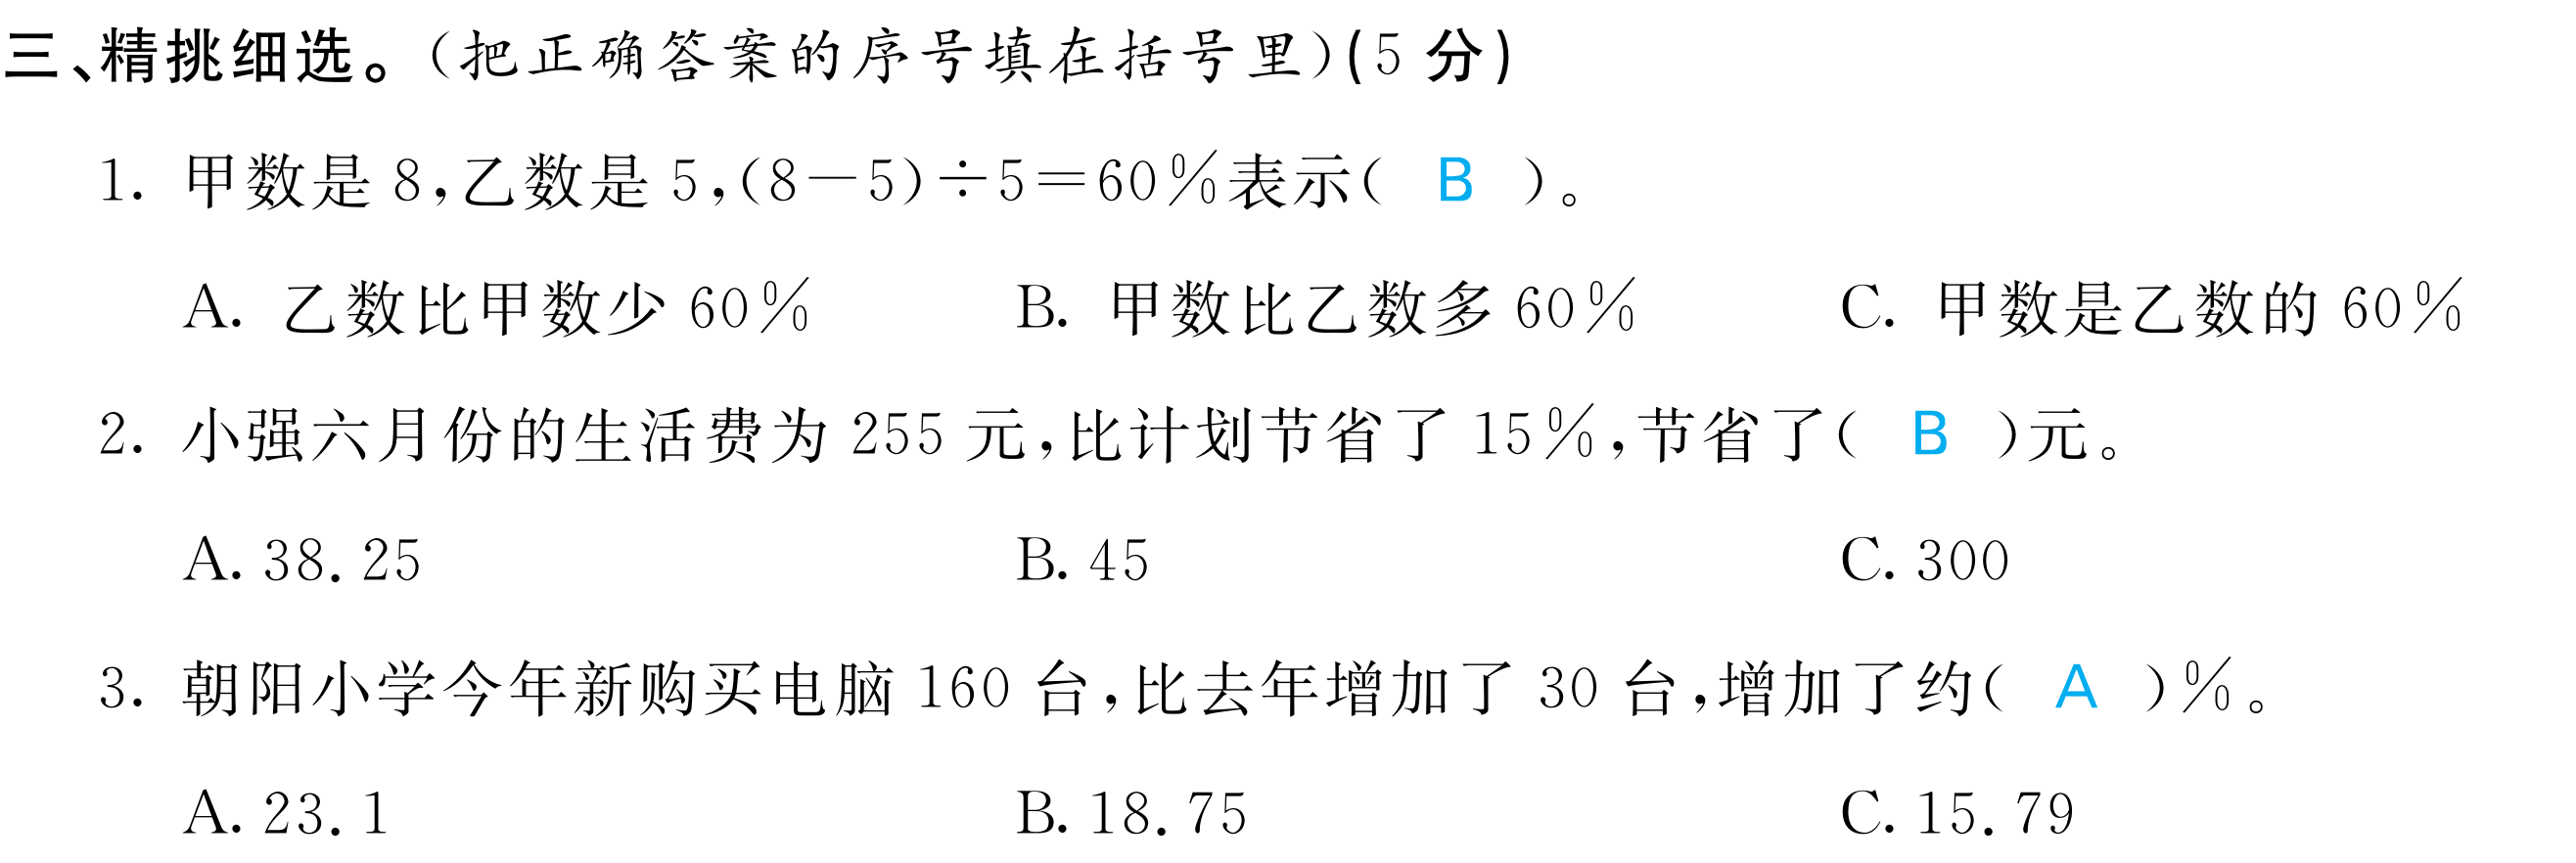 三、精挑细选。(把正确答案的序号填在括号里)(5 分)
1. 甲数是 8,乙数是 5,(8－5)÷5＝60%表示( B )。
A. 乙数比甲数少 60% B. 甲数比乙数多 60% C. 甲数是乙数的 60%
2. 小强六月份的生活费为 255 元,比计划节省了 15%,节省了( B )元。
A. 38.25 B. 45 C. 300
3. 朝阳小学今年新购买电脑 160 台,比去年增加了 30 台,增加了约( A )%。
A. 23.1 B. 18.75 C. 15.79